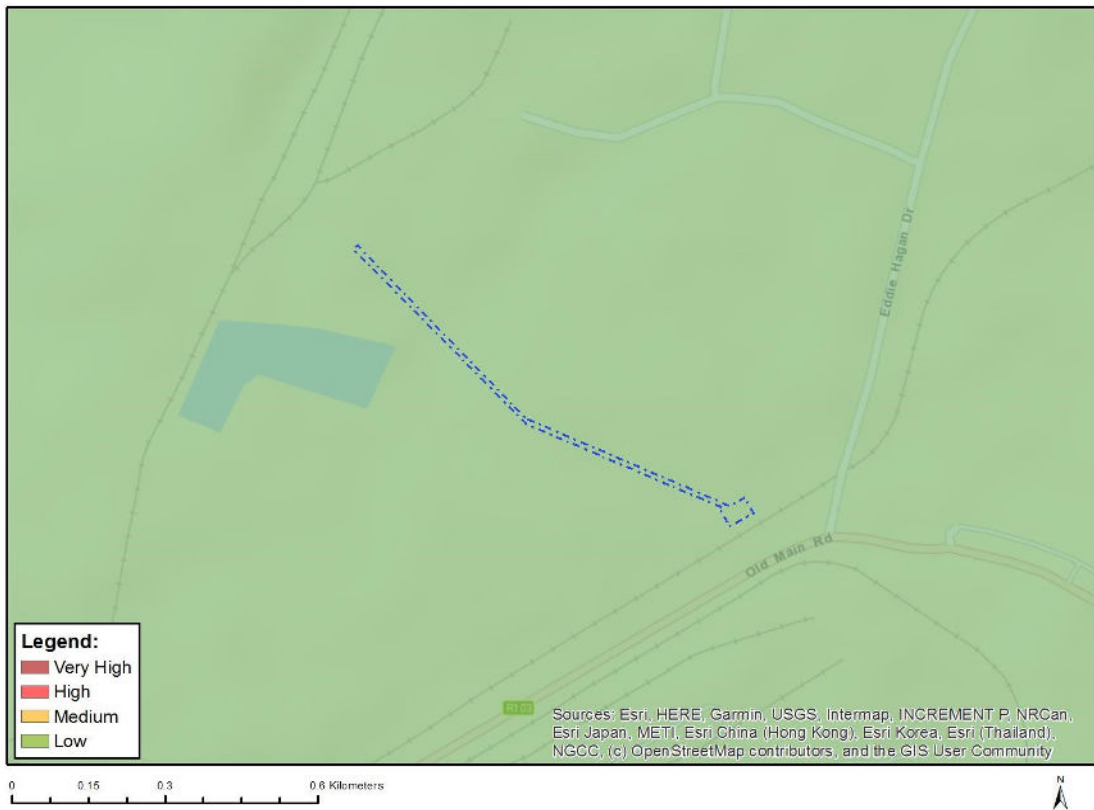 Eddie Hagan Dr
Old Main Rd
R103
Legend:
Very High
High
Medium
Low
Sources: Esri, HERE, Garmin, USGS, Intermap, INCREMENT P, NRCan,
Esri Japan, METI, Esri China (Hong Kong), Esri Korea, Esri (Thailand),
NGCC, (c) OpenStreetMap contributors, and the GIS User Community
0 0.15 0.3 0.6 Kilometers
N